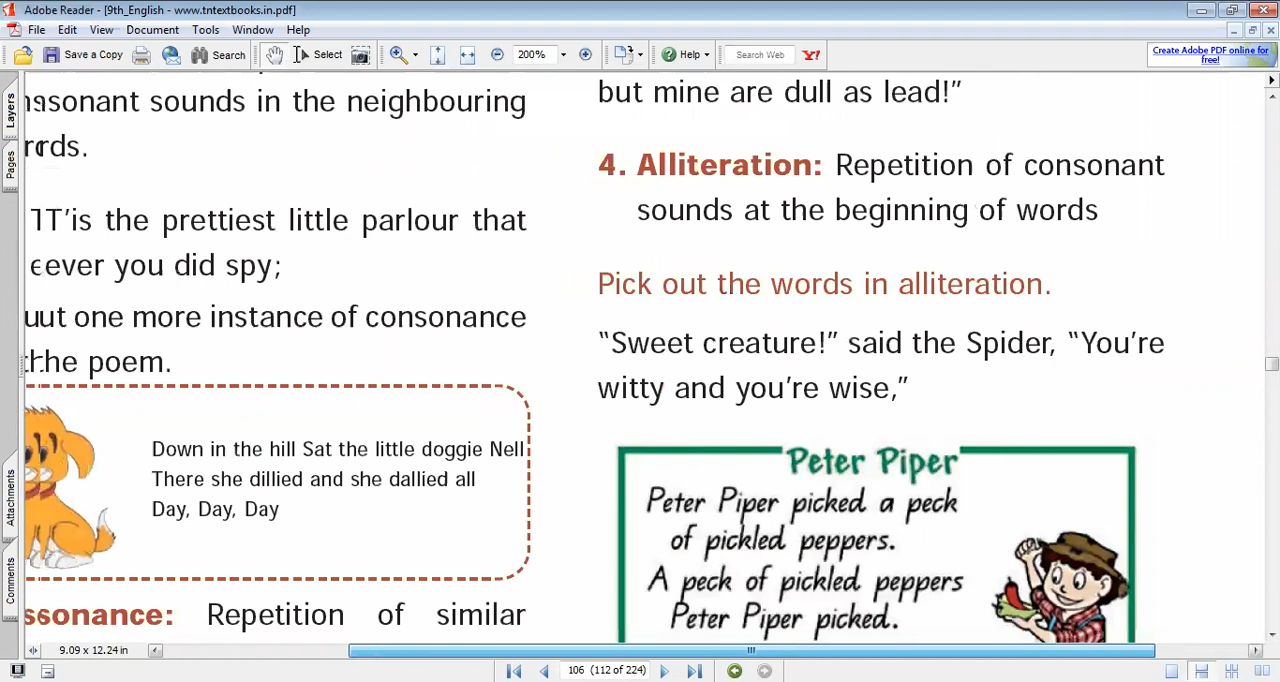 Adobe Reader - [9th_English - www.tntextbooks.in.pdf]
File Edit View Document Tools Window Help
Save a Copy Search Select 200% Help Search Web Y!
Create Adobe PDF online for free!
Layers
Pages
Attachments
Comments
sonant sounds in the neighbouring
rds.
T'is the prettiest little parlour that
ever you did spy;
ut one more instance of consonance
the poem.
Down in the hill Sat the little doggie Nell
There she dillied and she dallied all
Day, Day, Day
ssonance: Repetition of similar
but mine are dull as lead!”
4. Alliteration: Repetition of consonant
sounds at the beginning of words
Pick out the words in alliteration.
“Sweet creature!” said the Spider, “You're
witty and you're wise,”
Peter Piper
Peter Piper picked a peck
of pickled peppers.
A peck of pickled peppers
Peter Piper picked.
9.09 x 12.24 in
106 (112 of 224)